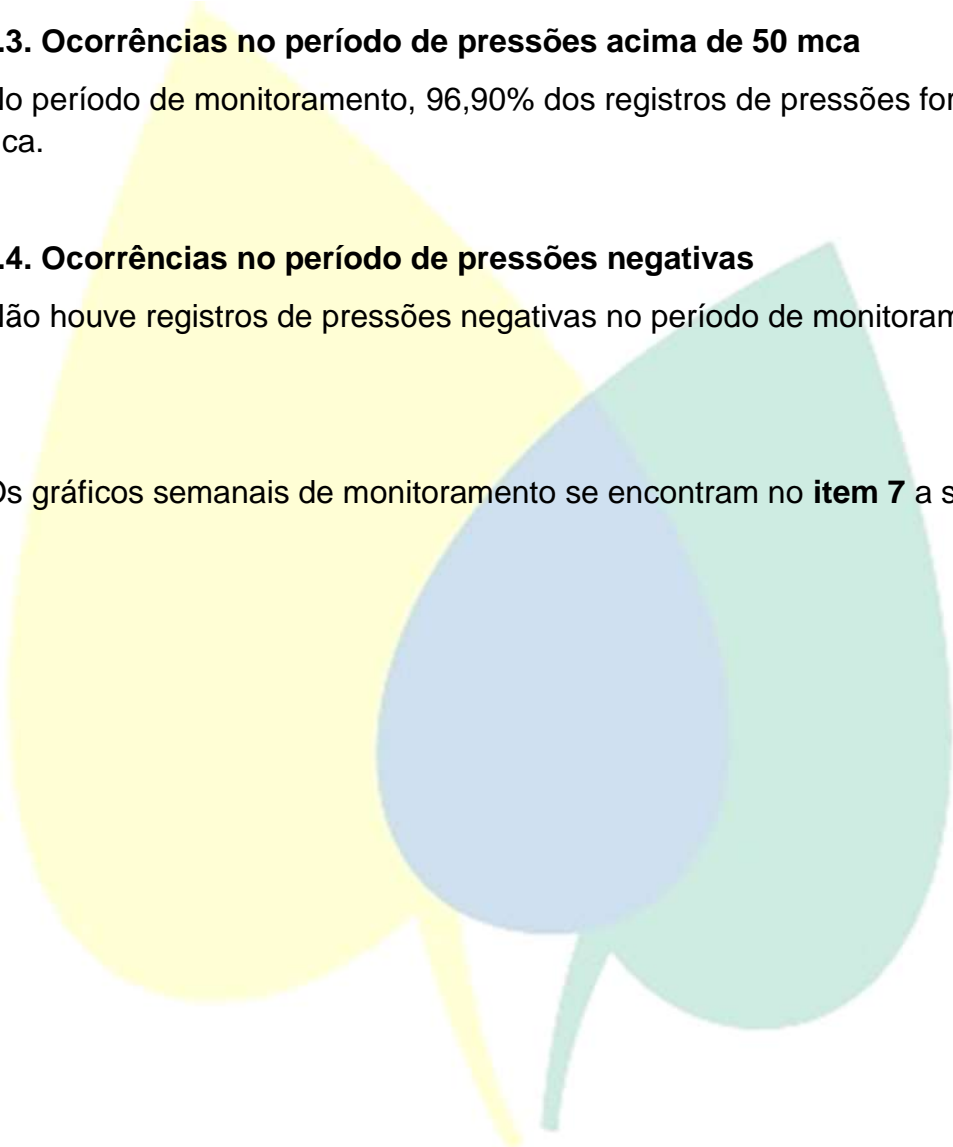 .3. Ocorrências no período de pressões acima de 50 mca
lo período de monitoramento, 96,90% dos registros de pressões for
ca.
.4. Ocorrências no período de pressões negativas
lão houve registros de pressões negativas no período de monitoram
Os gráficos semanais de monitoramento se encontram no item 7 a s